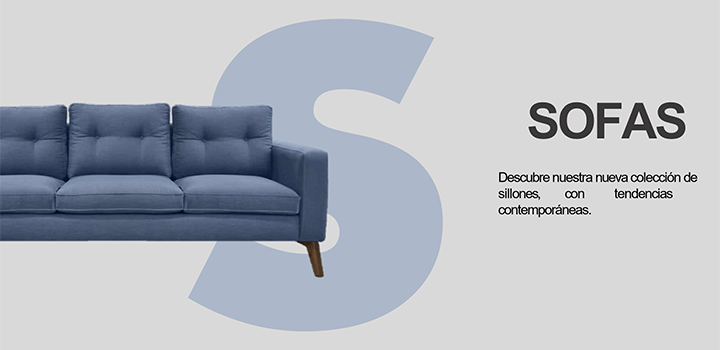 S
SOFAS
Descubre nuestra nueva colección de
sillones, con tendencias
contemporáneas.